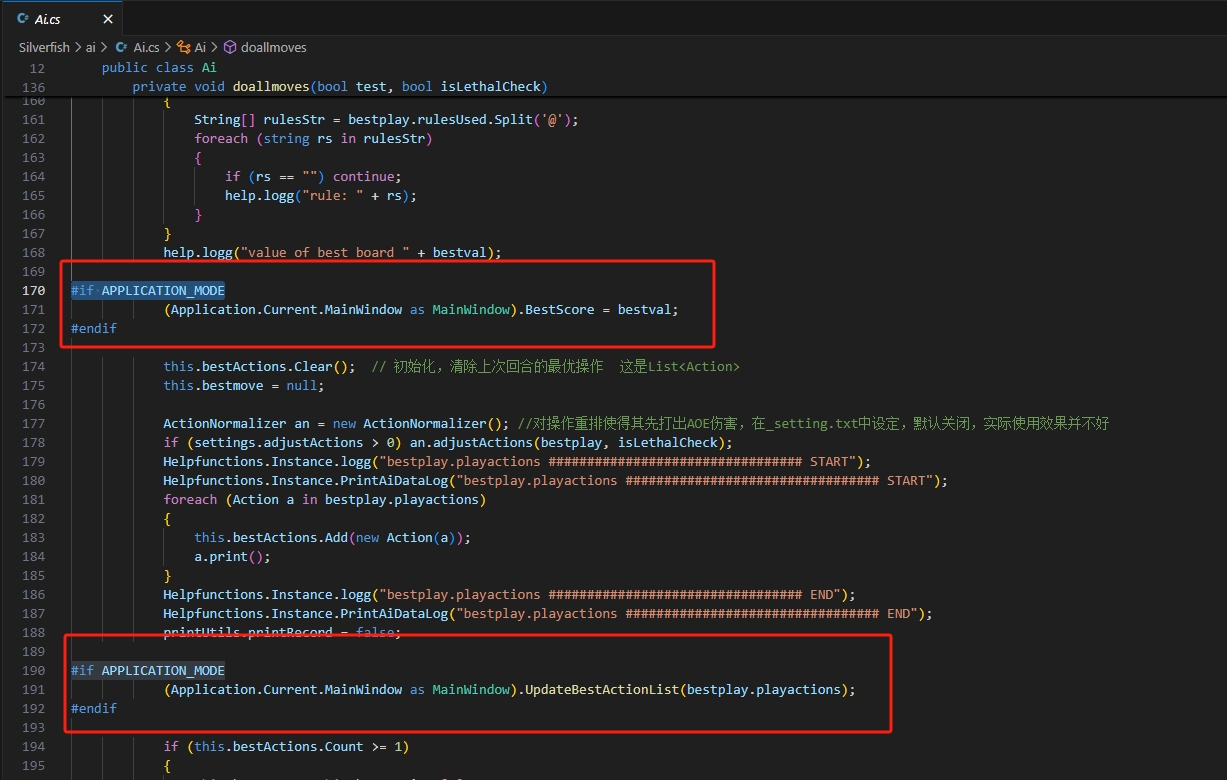 Ai.cs
Silverfish > ai > Ai.cs > Ai > doallmoves
12 public class Ai
136 private void doallmoves(bool test, bool isLethalCheck)
160 {
161 String[] rulesStr = bestplay.rulesUsed.Split('@');
162 foreach (string rs in rulesStr)
163 {
164 if (rs == "") continue;
165 help.logg("rule: " + rs);
166 }
167 }
168 help.logg("value of best board " + bestval);
169
170 #if APPLICATION_MODE
171 (Application.Current.MainWindow as MainWindow).BestScore = bestval;
172 #endif
173
174 this.bestActions.Clear(); // 初始化，清除上次回合的最优操作 这是List<Action>
175 this.bestmove = null;
176
177 ActionNormalizer an = new ActionNormalizer(); //对操作重排使得其先打出AOE伤害，在_setting.txt中设定，默认关闭，实际使用效果并不好
178 if (settings.adjustActions > 0) an.adjustActions(bestplay, isLethalCheck);
179 Helpfunctions.Instance.logg("bestplay.playactions ################################# START");
180 Helpfunctions.Instance.PrintAiDataLog("bestplay.playactions ################################# START");
181 foreach (Action a in bestplay.playactions)
182 {
183 this.bestActions.Add(new Action(a));
184 a.print();
185 }
186 Helpfunctions.Instance.logg("bestplay.playactions ################################# END");
187 Helpfunctions.Instance.PrintAiDataLog("bestplay.playactions ################################# END");
188 printUtils.printRecord = false;
189
190 #if APPLICATION_MODE
191 (Application.Current.MainWindow as MainWindow).UpdateBestActionList(bestplay.playactions);
192 #endif
193
194 if (this.bestActions.Count >= 1)
195 {